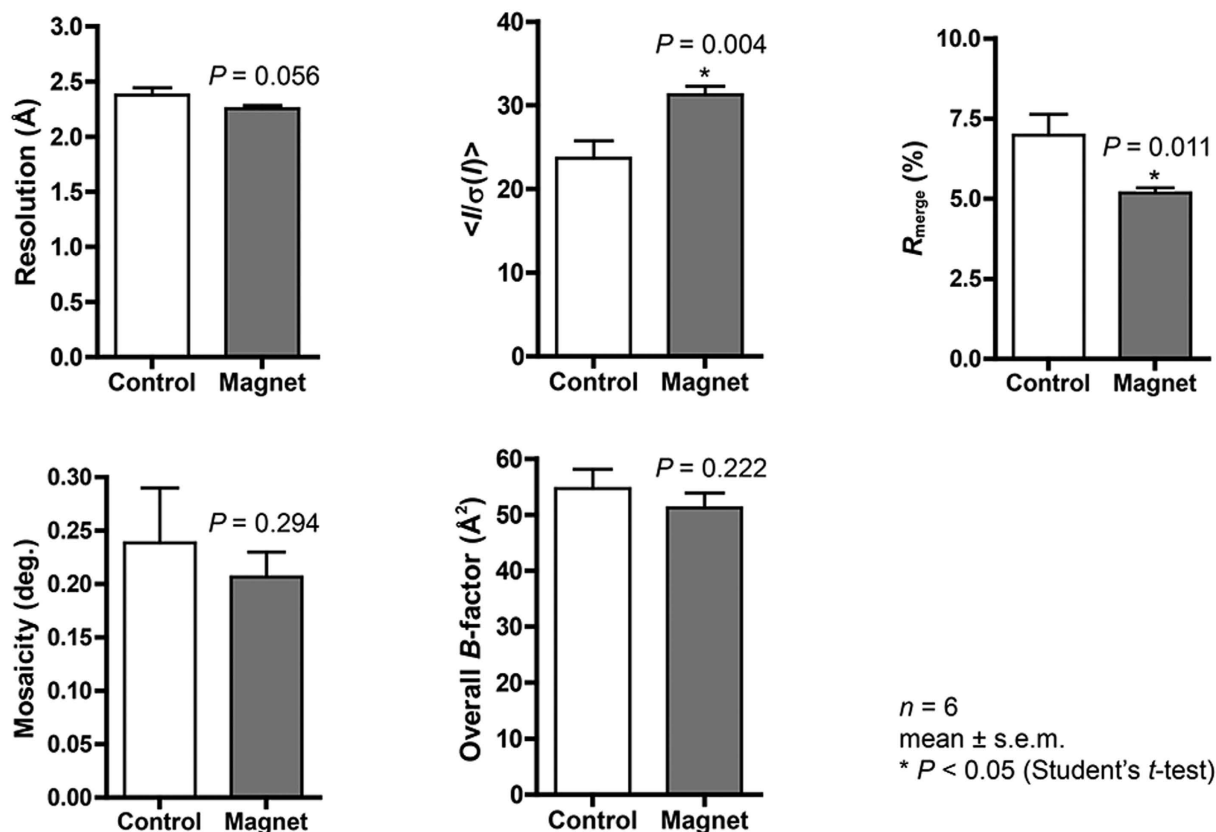 Resolution (Å)
3.0
2.5
2.0
1.5
1.0
0.5
0.0
P = 0.056
Control Magnet
<I/σ(I)>
40
30
20
10
0
P = 0.004
*
Control Magnet
Rmerge (%)
10.0
7.5
5.0
2.5
0.0
P = 0.011
*
Control Magnet
Mosaicity (deg.)
0.30
0.25
0.20
0.15
0.10
0.05
0.00
P = 0.294
Control Magnet
Overall B-factor (Å²)
60
50
40
30
20
10
0
P = 0.222
Control Magnet
n = 6
mean ± s.e.m.
* P < 0.05 (Student's t-test)